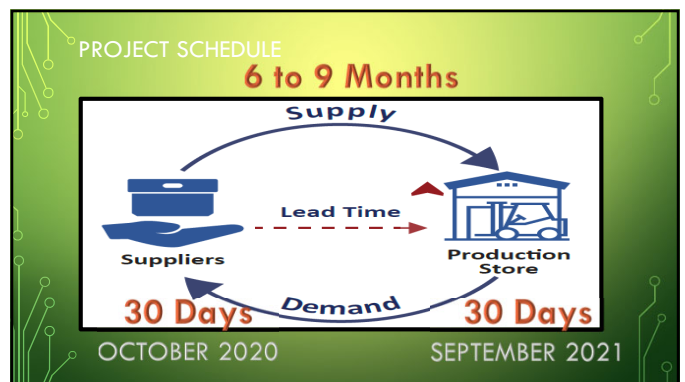 PROJECT SCHEDULE
6 to 9 Months
Supply
Lead Time
Suppliers
Production
Store
Demand
30 Days
30 Days
OCTOBER 2020
SEPTEMBER 2021